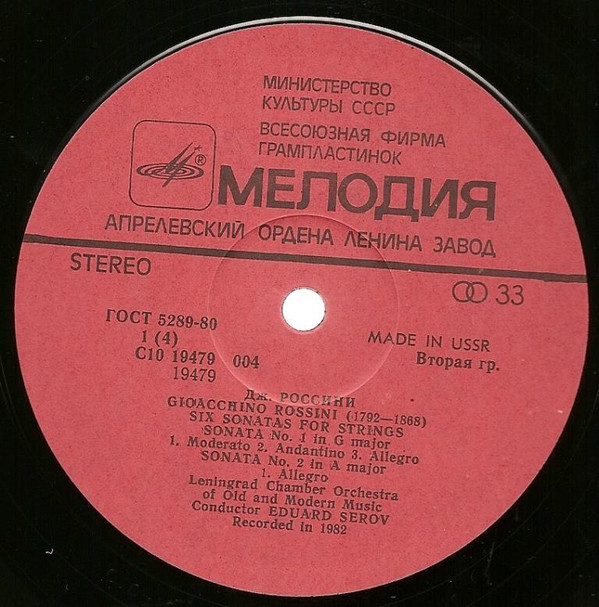 МИНИСТЕРСТВО
КУЛЬТУРЫ СССР
ВСЕСОЮЗНАЯ ФИРМА
ГРАМПЛАСТИНОК
®
МЕЛОДИЯ
АПРЕЛЕВСКИЙ ОРДЕНА ЛЕНИНА ЗАВОД
STEREO
33
ГОСТ 5289-80
1 (4)
С10 19479 004
19479
MADE IN USSR
Вторая гр.
Дж. РОССИНИ
GIOACCHINO ROSSINI (1792—1868)
SIX SONATAS FOR STRINGS
SONATA No. 1 in G major
1. Moderato 2. Andantino 3. Allegro
SONATA No. 2 in A major
1. Allegro
Leningrad Chamber Orchestra
of Old and Modern Music
Conductor EDUARD SEROV
Recorded in 1982